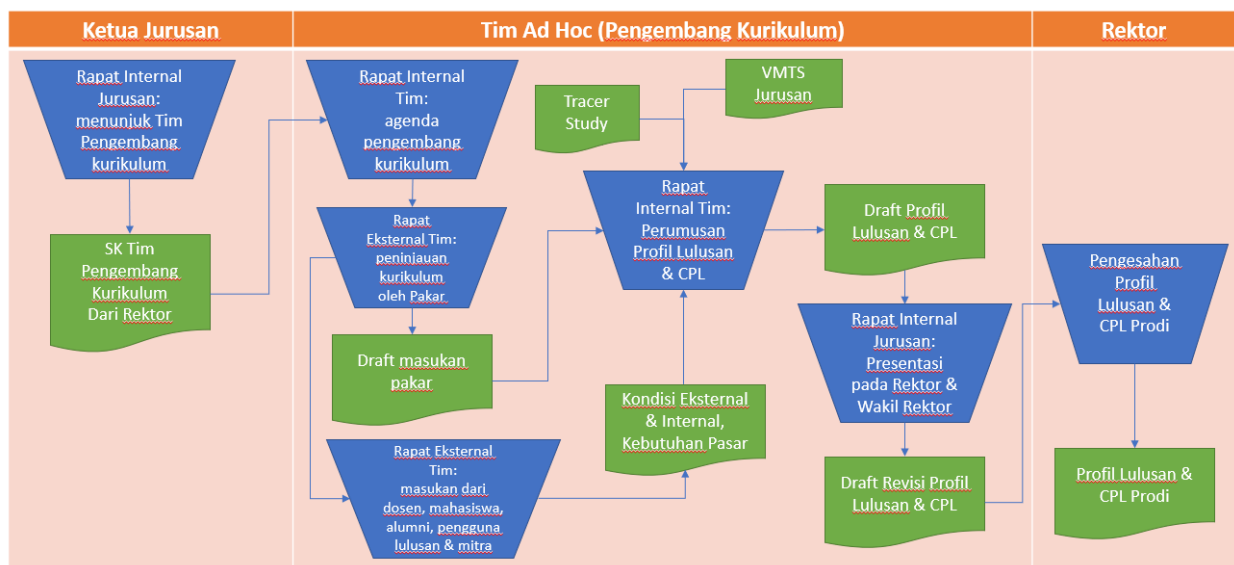 Ketua Jurusan
Tim Ad Hoc (Pengembang Kurikulum)
Rektor
Rapat Internal
Jurusan:
menunjuk Tim
Pengembang
kurikulum
SK Tim
Pengembang
Kurikulum
Dari Rektor
Rapat Internal
Tim:
agenda
pengembang
kurikulum
Rapat
Eksternal Tim:
peninjauan
kurikulum
oleh Pakar
Draft masukan
pakar
Rapat Eksternal
Tim:
masukan dari
dosen, mahasiswa,
alumni, pengguna
lulusan & mitra
Tracer
Study
VMTS
Jurusan
Rapat
Internal Tim:
Perumusan
Profil Lulusan
& CPL
Kondisi Eksternal
& Internal,
Kebutuhan Pasar
Draft Profil
Lulusan & CPL
Rapat Internal
Jurusan:
Presentasi
pada Rektor &
Wakil Rektor
Draft Revisi Profil
Lulusan & CPL
Pengesahan
Profil
Lulusan &
CPL Prodi
Profil Lulusan &
CPL Prodi